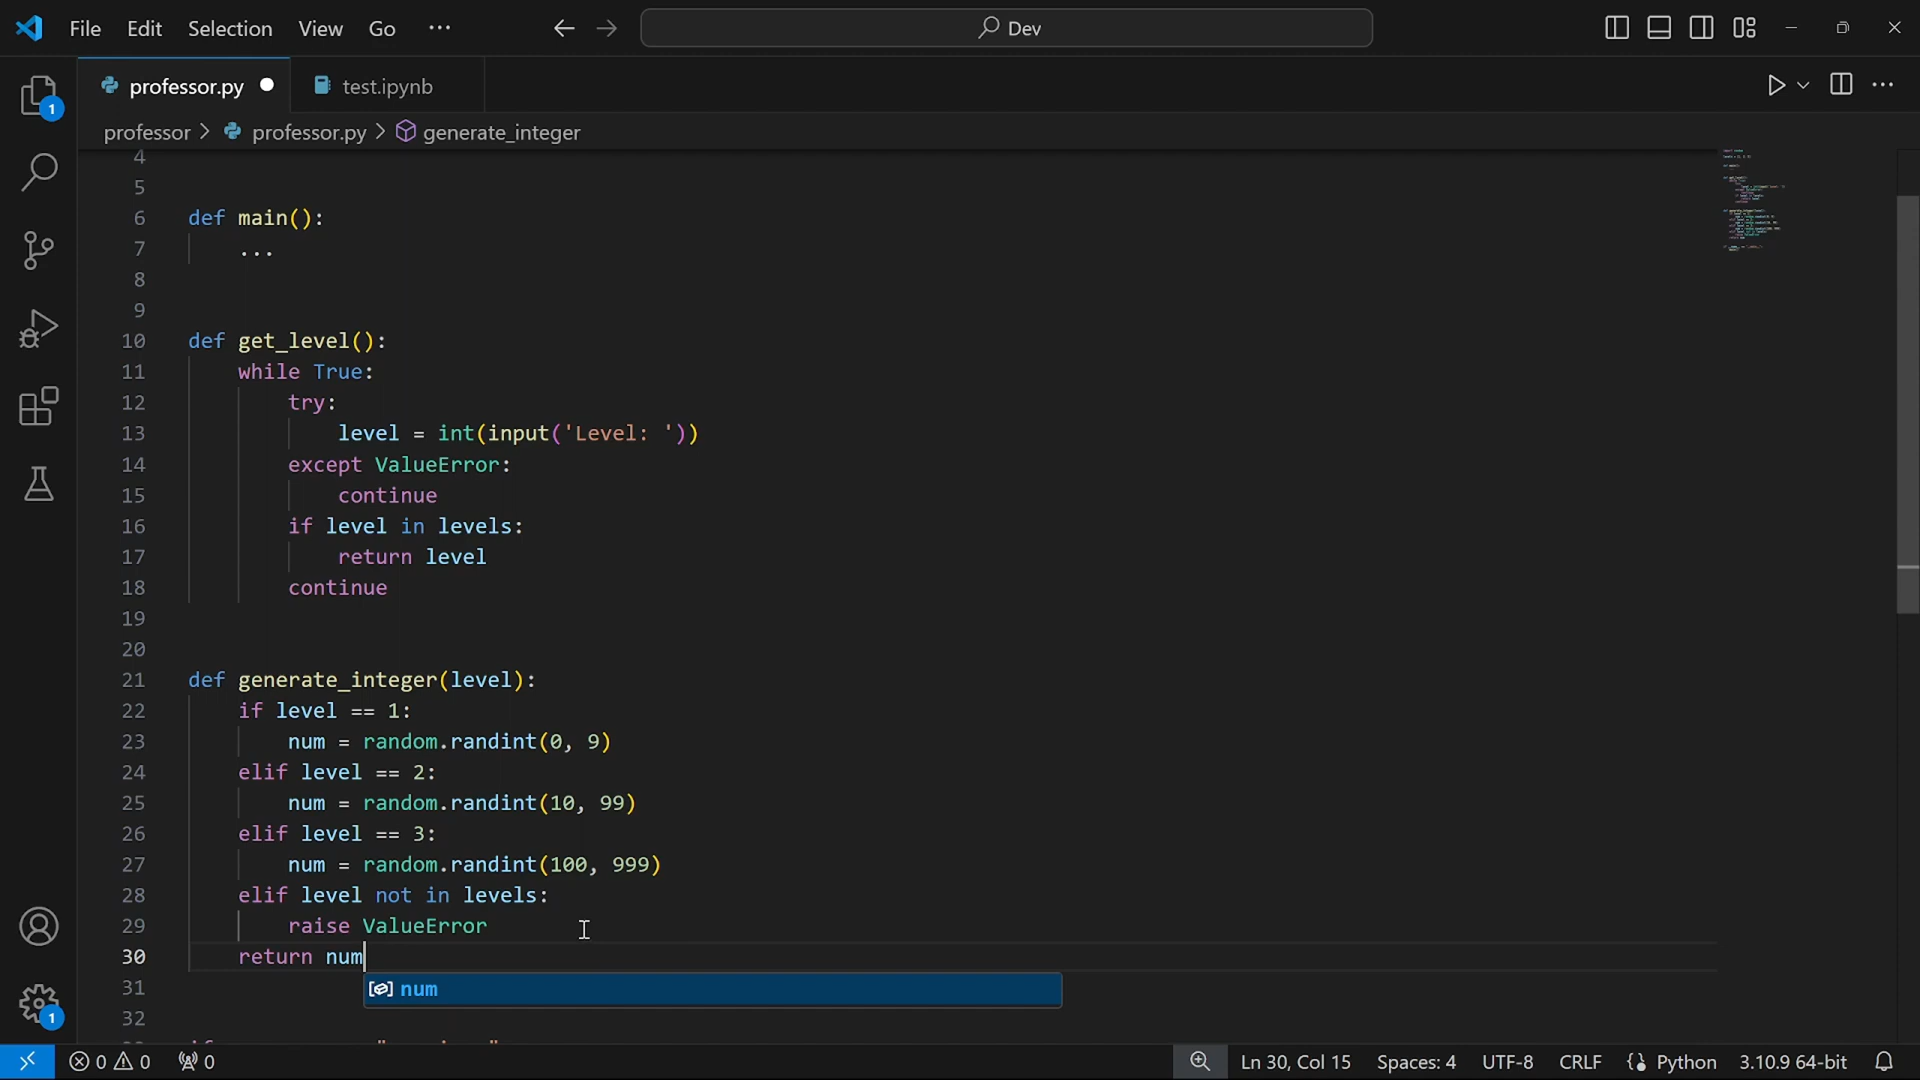 File Edit Selection View Go ... Dev
professor.py test.ipynb
professor > professor.py > generate_integer
4
5
6 def main():
7 ...
8
9
10 def get_level():
11 while True:
12 try:
13 level = int(input('Level: '))
14 except ValueError:
15 continue
16 if level in levels:
17 return level
18 continue
19
20
21 def generate_integer(level):
22 if level == 1:
23 num = random.randint(0, 9)
24 elif level == 2:
25 num = random.randint(10, 99)
26 elif level == 3:
27 num = random.randint(100, 999)
28 elif level not in levels:
29 raise ValueError
30 return num
31 num
32
1
1
0 0 0 Ln 30, Col 15 Spaces: 4 UTF-8 CRLF Python 3.10.9 64-bit